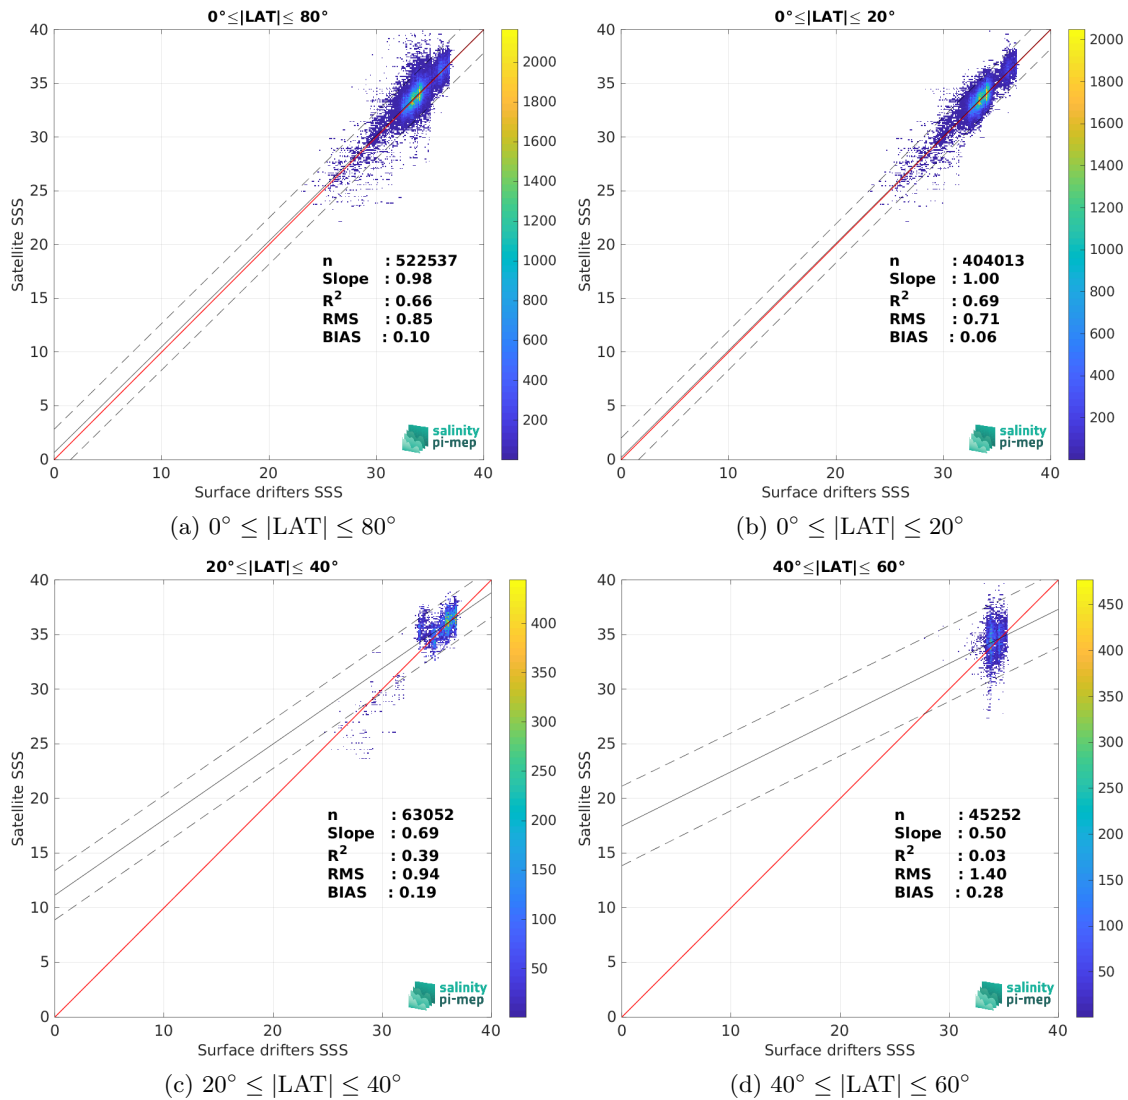 0°≤|LAT|≤ 80°
Satellite SSS
40
35
30
25
20
15
10
5
0
0
10
20
30
40
Surface drifters SSS
n : 522537
Slope : 0.98
R² : 0.66
RMS : 0.85
BIAS : 0.10
salinity
pi-mep
2000
1800
1600
1400
1200
1000
800
600
400
200
(a) 0° ≤ |LAT| ≤ 80°
0°≤|LAT|≤ 20°
Satellite SSS
40
35
30
25
20
15
10
5
0
0
10
20
30
40
Surface drifters SSS
n : 404013
Slope : 1.00
R² : 0.69
RMS : 0.71
BIAS : 0.06
salinity
pi-mep
2000
1800
1600
1400
1200
1000
800
600
400
200
(b) 0° ≤ |LAT| ≤ 20°
20°≤|LAT|≤ 40°
Satellite SSS
40
35
30
25
20
15
10
5
0
0
10
20
30
40
Surface drifters SSS
n : 63052
Slope : 0.69
R² : 0.39
RMS : 0.94
BIAS : 0.19
salinity
pi-mep
400
350
300
250
200
150
100
50
(c) 20° ≤ |LAT| ≤ 40°
40°≤|LAT|≤ 60°
Satellite SSS
40
35
30
25
20
15
10
5
0
0
10
20
30
40
Surface drifters SSS
n : 45252
Slope : 0.50
R² : 0.03
RMS : 1.40
BIAS : 0.28
salinity
pi-mep
450
400
350
300
250
200
150
100
50
(d) 40° ≤ |LAT| ≤ 60°